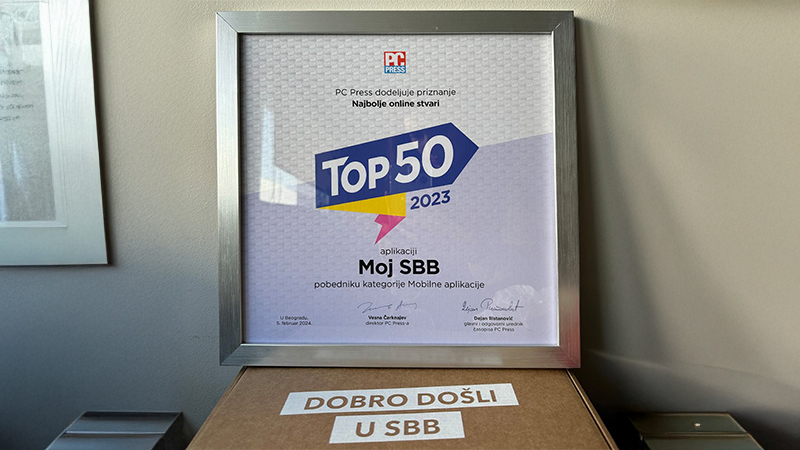 PC
PRESS
PC Press dodeljuje priznanje
Najbolje online stvari
TOP 50
2023
aplikaciji
Moj SBB
pobedniku kategorije Mobilne aplikacije
U Beogradu,
5. februar 2024.
Vesna Čarknajev
direktor PC Press-a
Dejan Ristanović
glavni i odgovorni urednik
časopisa PC Press
DOBRO DOŠLI
U SBB